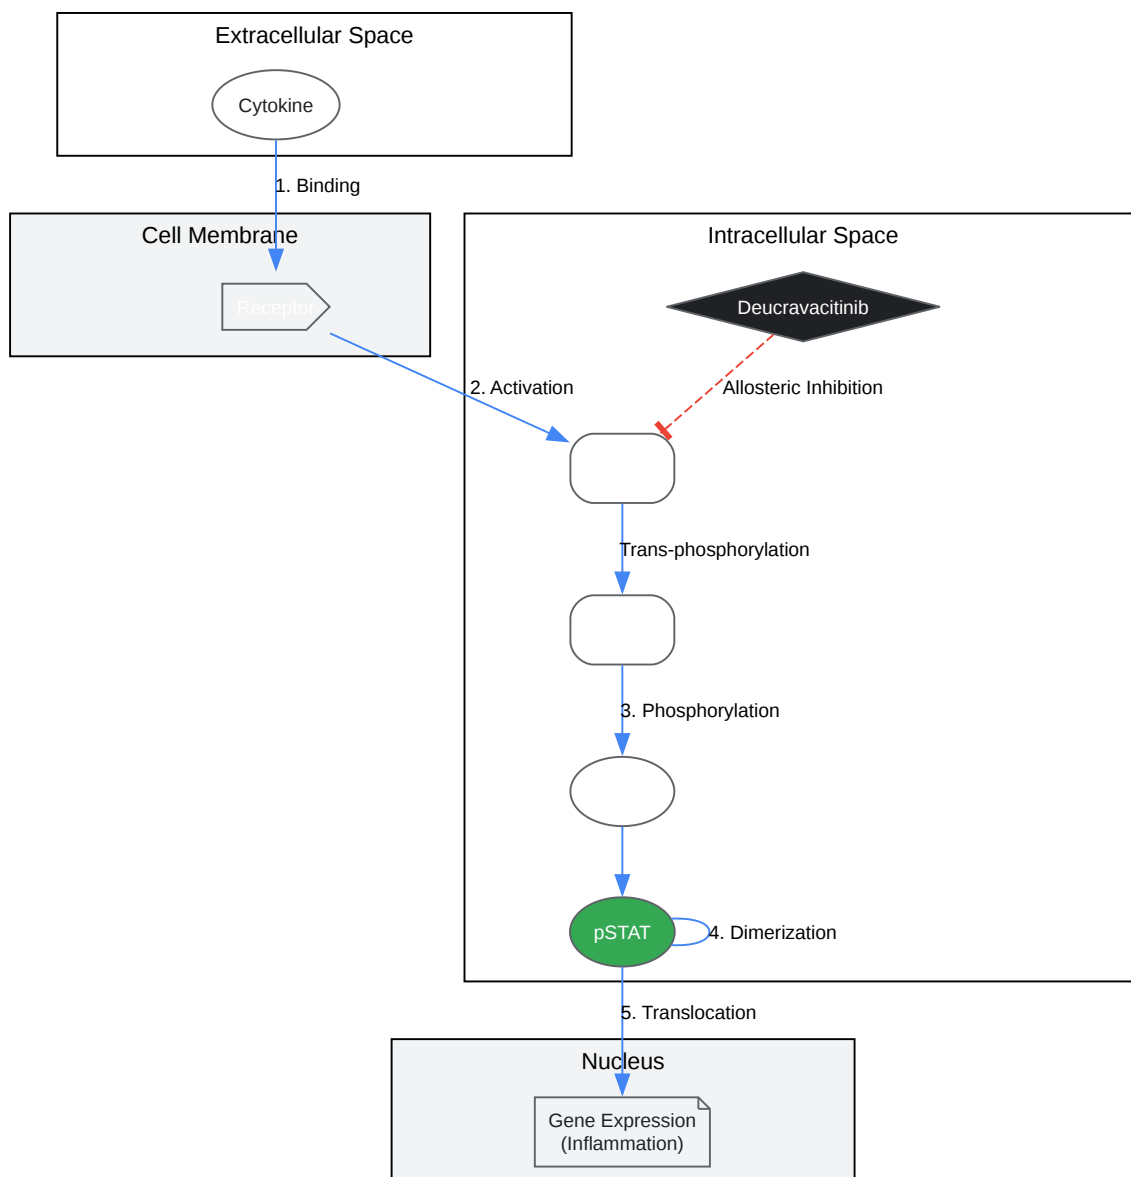 Extracellular Space
Cytokine
1. Binding
Cell Membrane
Receptor
Intracellular Space
Deucravacitinib
2. Activation
Allosteric Inhibition
Trans-phosphorylation
3. Phosphorylation
pSTAT
4. Dimerization
5. Translocation
Nucleus
Gene Expression
(Inflammation)